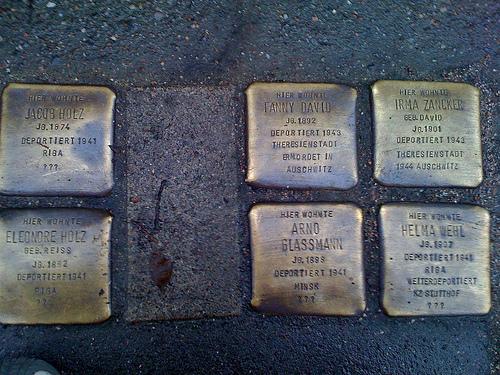 HIER WOHNTE
JACOB HOLZ
JG. 1874
DEPORTIERT 1941
RIGA
???
HIER WOHNTE
FANNY DAVID
JG. 1892
DEPORTIERT 1943
THERESIENSTADT
ERMORDET IN
AUSCHWITZ
HIER WOHNTE
IRMA ZANCKER
GEB. DAVID
JG. 1901
DEPORTIERT 1943
THERESIENSTADT
1944 AUSCHWITZ
HIER WOHNTE
ELEONORE HOLZ
GEB. REISS
JG. 1882
DEPORTIERT 1941
RIGA
???
HIER WOHNTE
ARNO
GLASSMANN
JG.
DEPORTIERT 1941
MINSK
???
HIER WOHNTE
HELMA WEHL
JG. 1907
DEPORTIERT 1941
RIGA
WEITERDEPORTIERT
KZ STUTTHOF
???